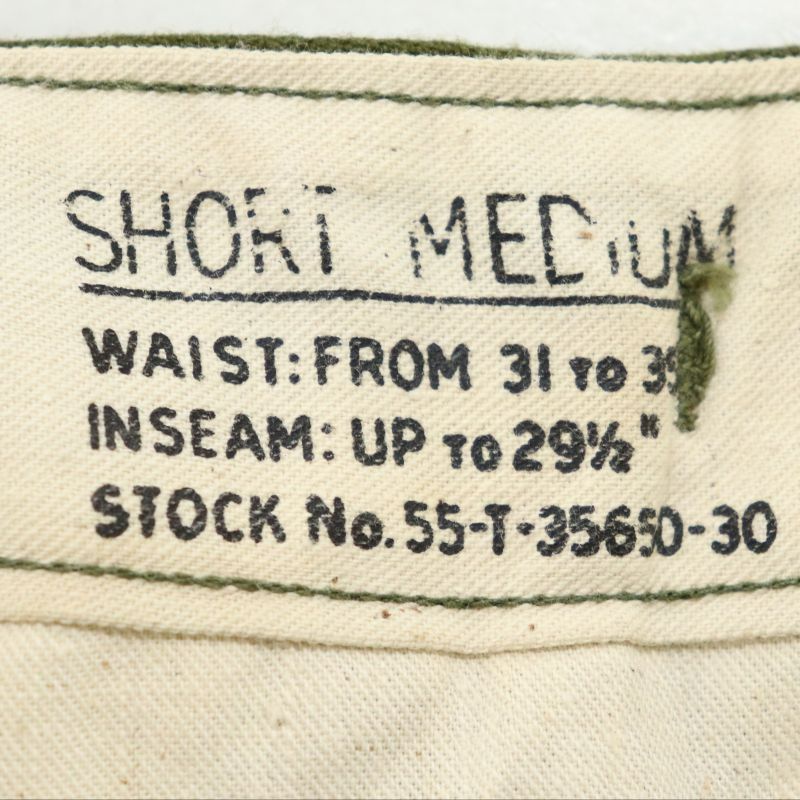 SHORT MEDIUM
WAIST: FROM 31 TO
INSEAM: UP TO 29½"
STOCK No. 55-T-35650-30